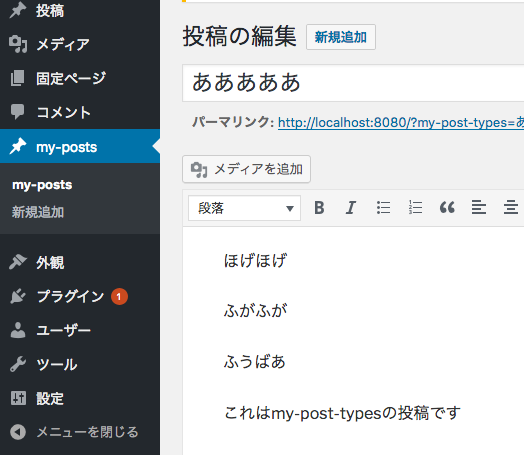 投稿
メディア
固定ページ
コメント
my-posts
my-posts
新規追加
外観
プラグイン 1
ユーザー
ツール
設定
メニューを閉じる
投稿の編集 新規追加
あああああ
パーマリンク: http://localhost:8080/?my-post-types=あ
メディアを追加
段落 B I
ほげほげ
ふがふが
ふうばあ
これはmy-post-typesの投稿です